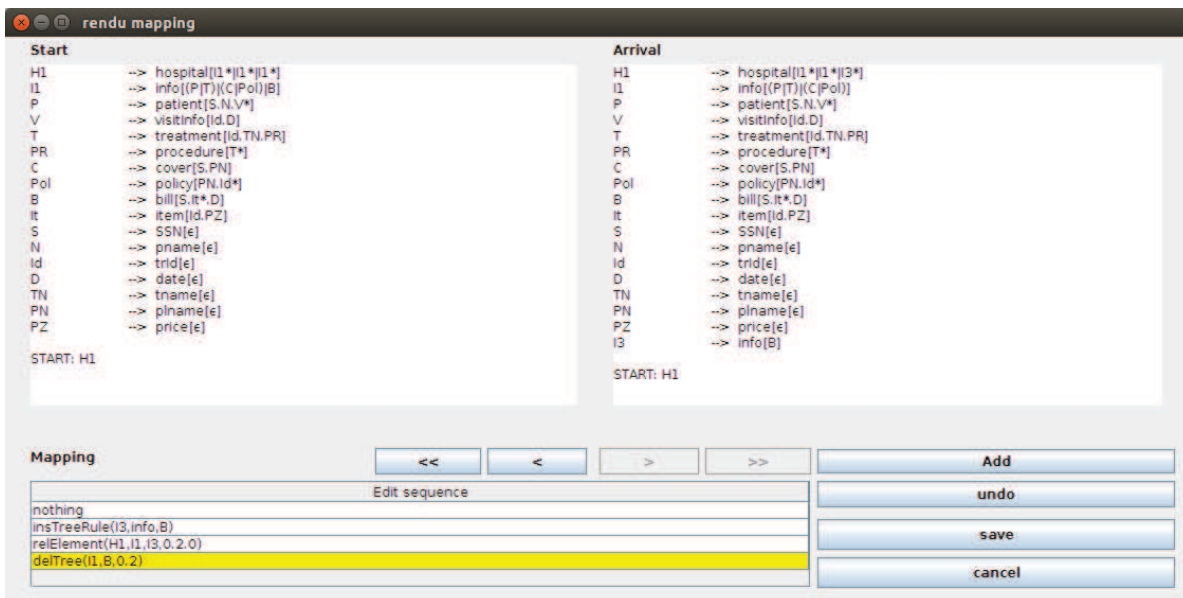 rendu mapping
Start
H1 --> hospital[I1*|I1*|I1*]
I1 --> info[(P|T)|(C|Pol)|B]
P --> patient[S.N.V*]
V --> visitInfo[Id.D]
T --> treatment[Id.TN.PR]
PR --> procedure[T*]
C --> cover[S.PN]
Pol --> policy[PN.Id*]
B --> bill[S.It*.D]
It --> item[Id.PZ]
S --> SSN[ϵ]
N --> pname[ϵ]
Id --> trId[ϵ]
D --> date[ϵ]
TN --> tname[ϵ]
PN --> plname[ϵ]
PZ --> price[ϵ]
START: H1
Arrival
H1 --> hospital[I1*|I1*|I3*]
I1 --> info[(P|T)|(C|Pol)]
P --> patient[S.N.V*]
V --> visitInfo[Id.D]
T --> treatment[Id.TN.PR]
PR --> procedure[T*]
C --> cover[S.PN]
Pol --> policy[PN.Id*]
B --> bill[S.It*.D]
It --> item[Id.PZ]
S --> SSN[ϵ]
N --> pname[ϵ]
Id --> trId[ϵ]
D --> date[ϵ]
TN --> tname[ϵ]
PN --> plname[ϵ]
PZ --> price[ϵ]
I3 --> info[B]
START: H1
Mapping
<<
<
>
>>
Add
Edit sequence
undo
nothing
insTreeRule(I3,info,B)
relElement(H1,I1,I3,0.2.0)
save
delTree(I1,B,0.2)
cancel